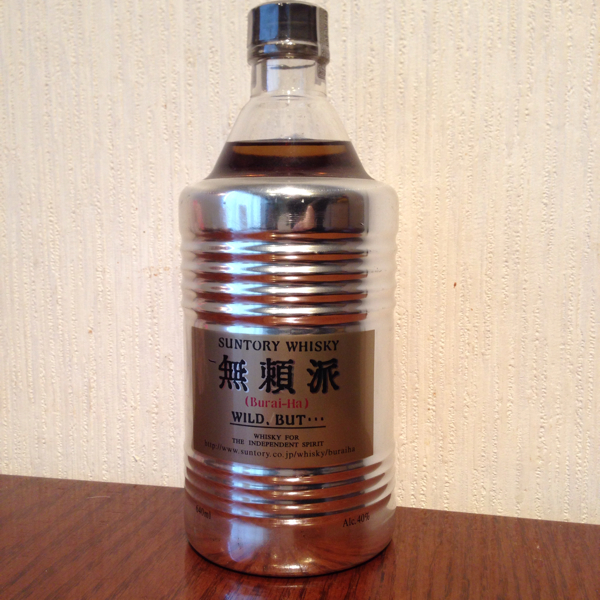 SUNTORY WHISKY
無頼派
(Burai-Ha)
WILD, BUT···
WHISKY FOR
THE INDEPENDENT SPIRIT
http://www.suntory.co.jp/whisky/buraiha
Alc.40%